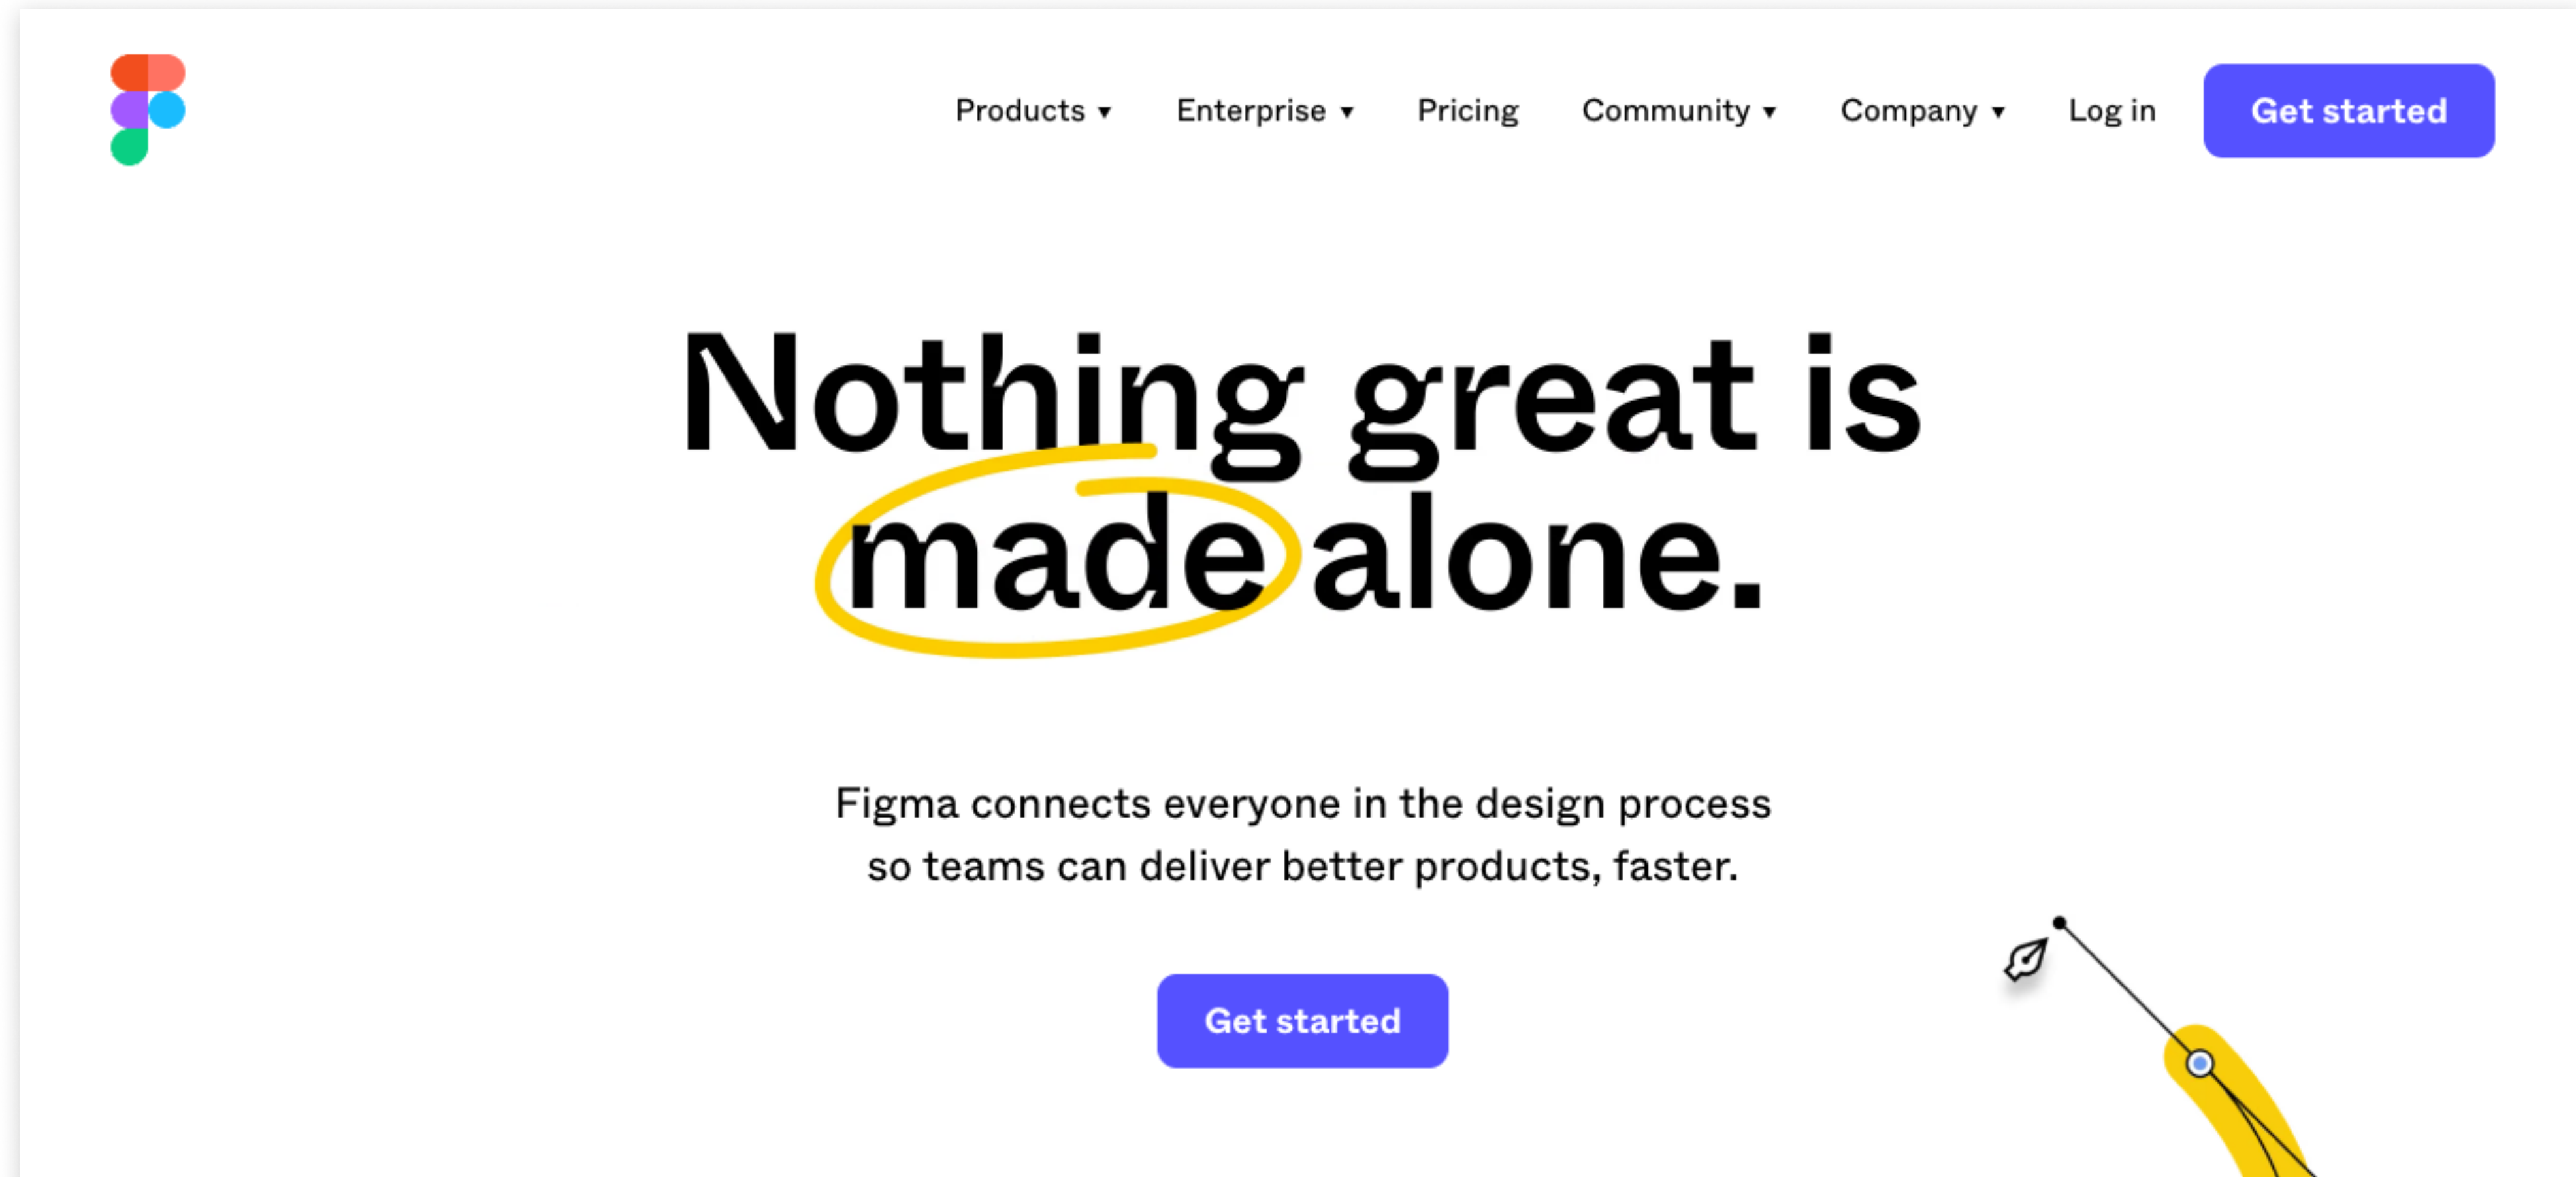 Products ▼ Enterprise ▼ Pricing Community ▼ Company ▼ Log in Get started
Nothing great is
made alone.
Figma connects everyone in the design process
so teams can deliver better products, faster.
Get started